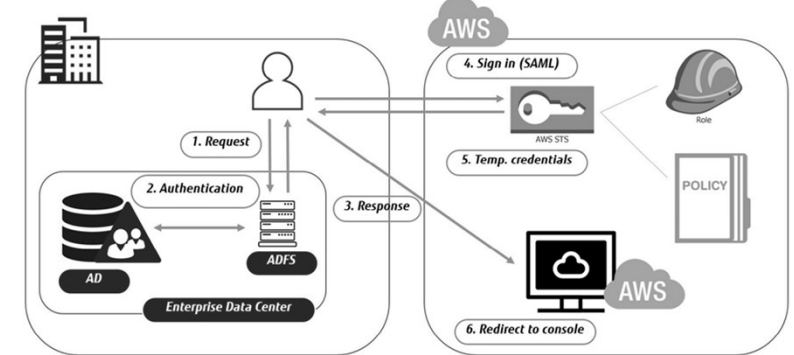 AWS
4. Sign in (SAML)
Role
AWS STS
1. Request
5. Temp. credentials
2. Authentication
POLICY
3. Response
ADFS
AD
AWS
Enterprise Data Center
6. Redirect to console